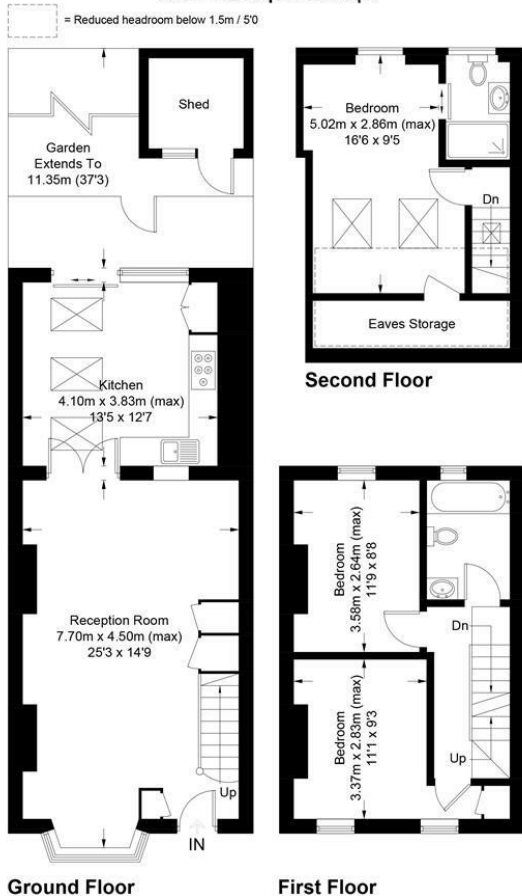 = Reduced headroom below 1.5m / 5'0
Shed
Garden
Extends To
11.35m (37'3)
Kitchen
4.10m x 3.83m (max)
13'5 x 12'7
Reception Room
7.70m x 4.50m (max)
25'3 x 14'9
Up
IN
Ground Floor
Bedroom
5.02m x 2.86m (max)
16'6 x 9'5
Dn
Eaves Storage
Second Floor
Bedroom
3.58m x 2.64m (max)
11'9 x 8'8
Dn
Bedroom
3.37m x 2.83m (max)
11'1 x 9'3
Up
First Floor